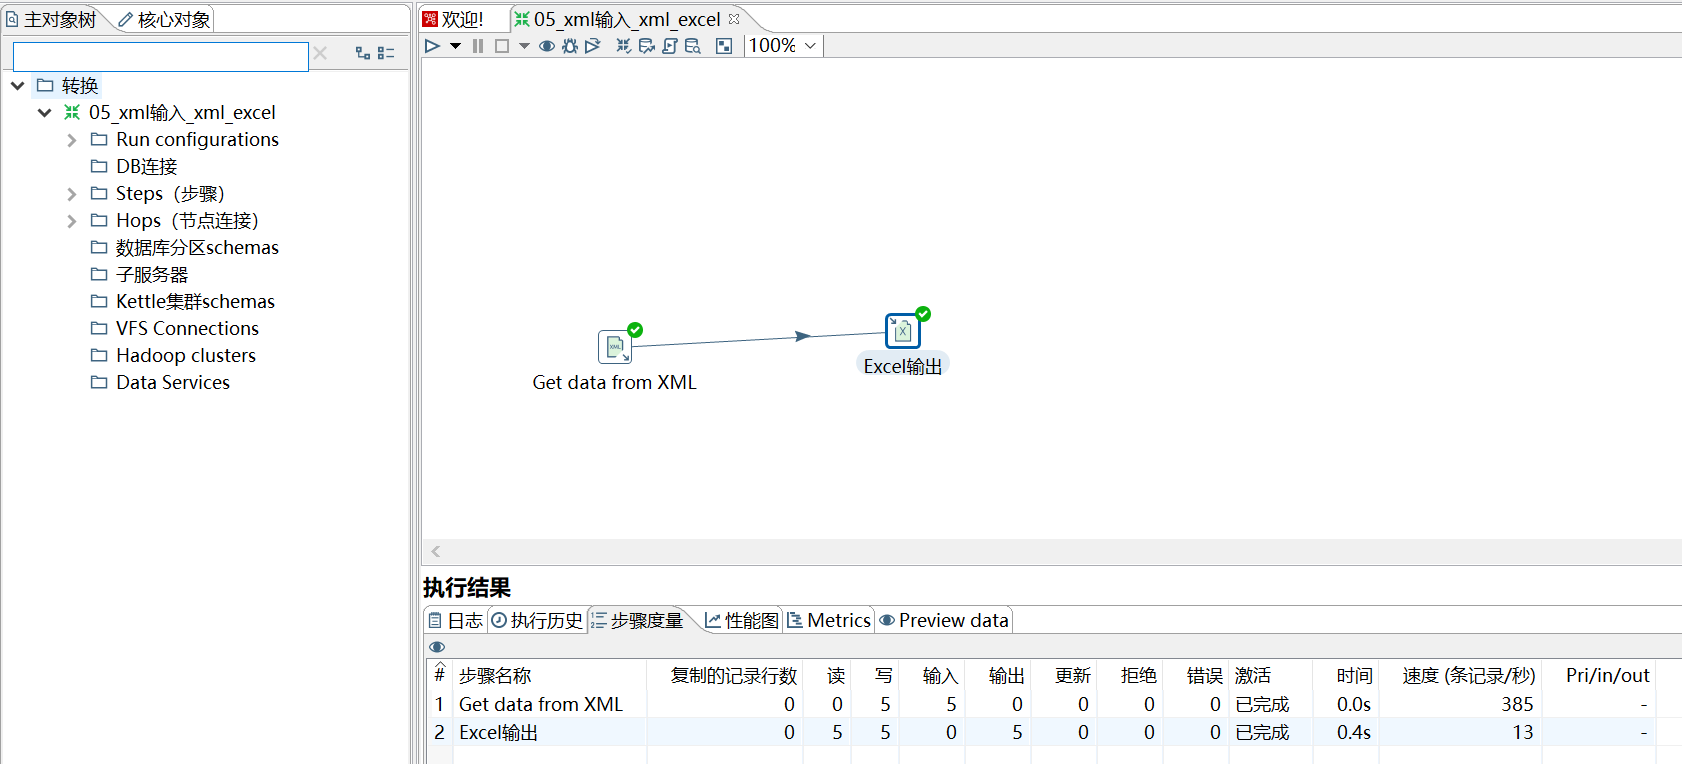 主对象树 核心对象
转换
05_xml输入_xml_excel
Run configurations
DB连接
Steps（步骤）
Hops（节点连接）
数据库分区schemas
子服务器
Kettle集群schemas
VFS Connections
Hadoop clusters
Data Services
欢迎! 05_xml输入_xml_excel
100%
Get data from XML
Excel输出
执行结果
日志 执行历史 步骤度量 性能图 Metrics Preview data
# 步骤名称 复制的记录行数 读 写 输入 输出 更新 拒绝 错误 激活 时间 速度 (条记录/秒) Pri/in/out
1 Get data from XML 0 0 5 5 0 0 0 0 已完成 0.0s 385 -
2 Excel输出 0 5 5 0 5 0 0 0 已完成 0.4s 13 -